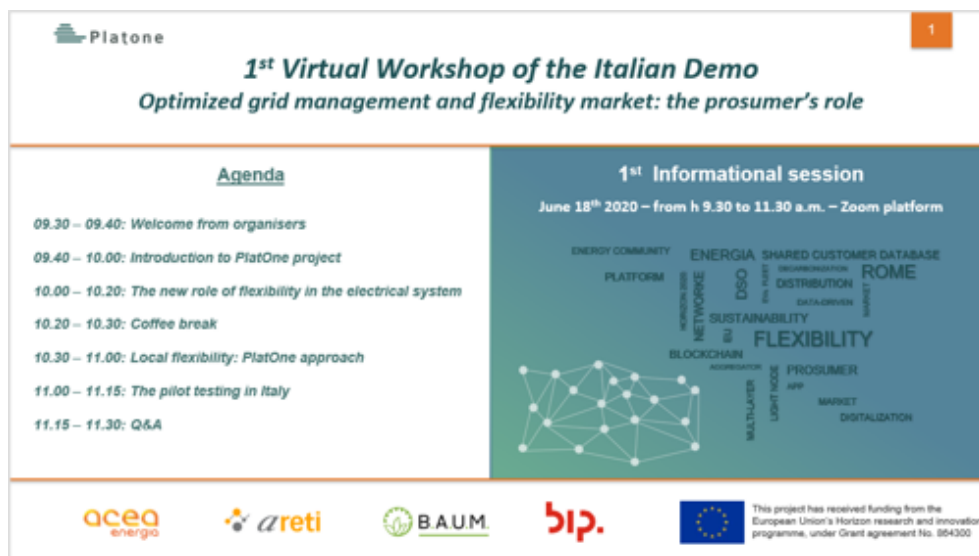 Platone
1
1st Virtual Workshop of the Italian Demo
Optimized grid management and flexibility market: the prosumer's role
Agenda
09.30 – 09.40: Welcome from organisers
09.40 – 10.00: Introduction to PlatOne project
10.00 – 10.20: The new role of flexibility in the electrical system
10.20 – 10.30: Coffee break
10.30 – 11.00: Local flexibility: PlatOne approach
11.00 – 11.15: The pilot testing in Italy
11.15 – 11.30: Q&A
1st Informational session
June 18th 2020 – from h 9.30 to 11.30 a.m. – Zoom platform
ENERGY COMMUNITY
ENERGIA
SHARED CUSTOMER DATABASE
PLATFORM
HORIZON 2020
NETWORKE
DSO
EVs FLEET
DECARBONIZATION
DISTRIBUTION
DATA-DRIVEN
MARKET
ROME
SUSTAINABILITY
EU
FLEXIBILITY
BLOCKCHAIN
AGGREGATOR
MULTI-LAYER
LIGHT NODE
PROSUMER
APP
MARKET
DIGITALIZATION
acea
energia
areti
B.A.U.M.
bip.
This project has received funding from the
European Union's Horizon research and innovation
programme, under Grant agreement No. 864300